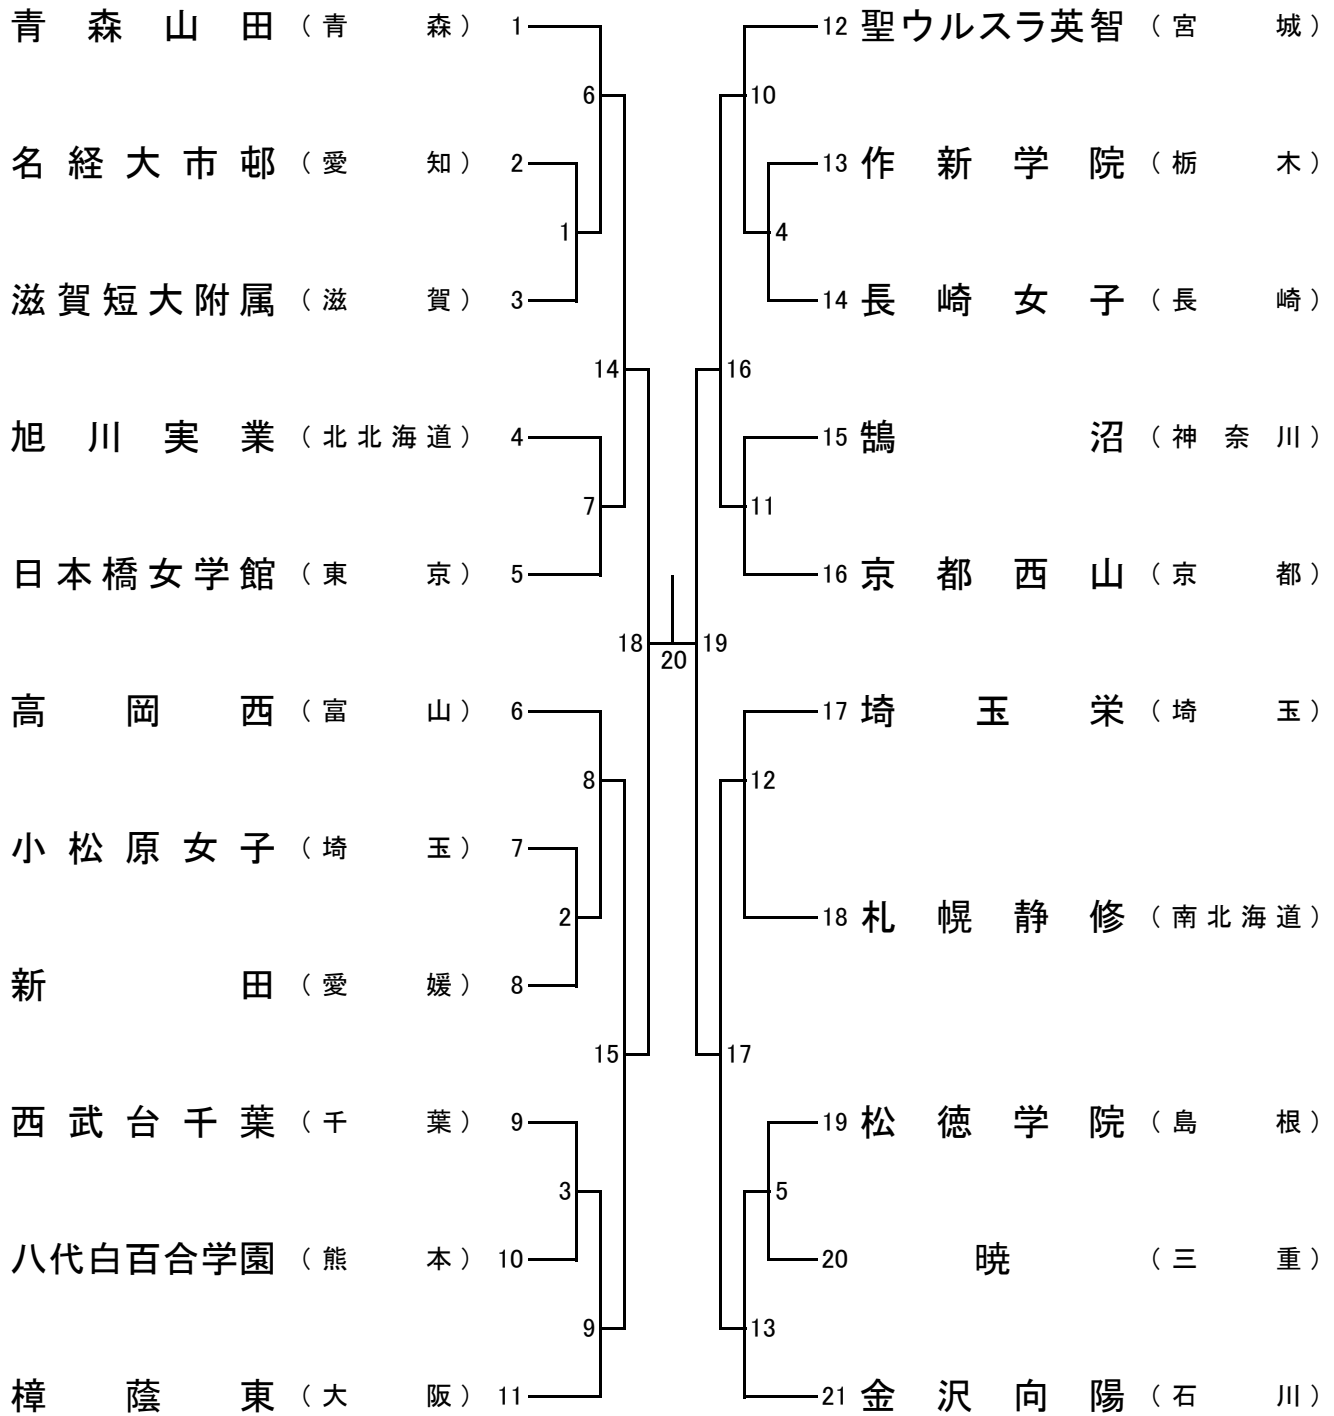 青森山田 （青森） 1
6
名経大市邨 （愛知） 2
1
滋賀短大附属 （滋賀） 3
14
旭川実業 （北北海道） 4
7
日本橋女学館 （東京） 5
18
高岡西 （富山） 6
8
小松原女子 （埼玉） 7
2
新田 （愛媛） 8
15
西武台千葉 （千葉） 9
3
八代白百合学園 （熊本） 10
9
樟蔭東 （大阪） 11
20
12 聖ウルスラ英智 （宮城）
10
13 作新学院 （栃木）
4
14 長崎女子 （長崎）
16
15 鵠沼 （神奈川）
11
16 京都西山 （京都）
19
17 埼玉栄 （埼玉）
12
18 札幌静修 （南北海道）
17
19 松徳学院 （島根）
5
20 暁 （三重）
13
21 金沢向陽 （石川）